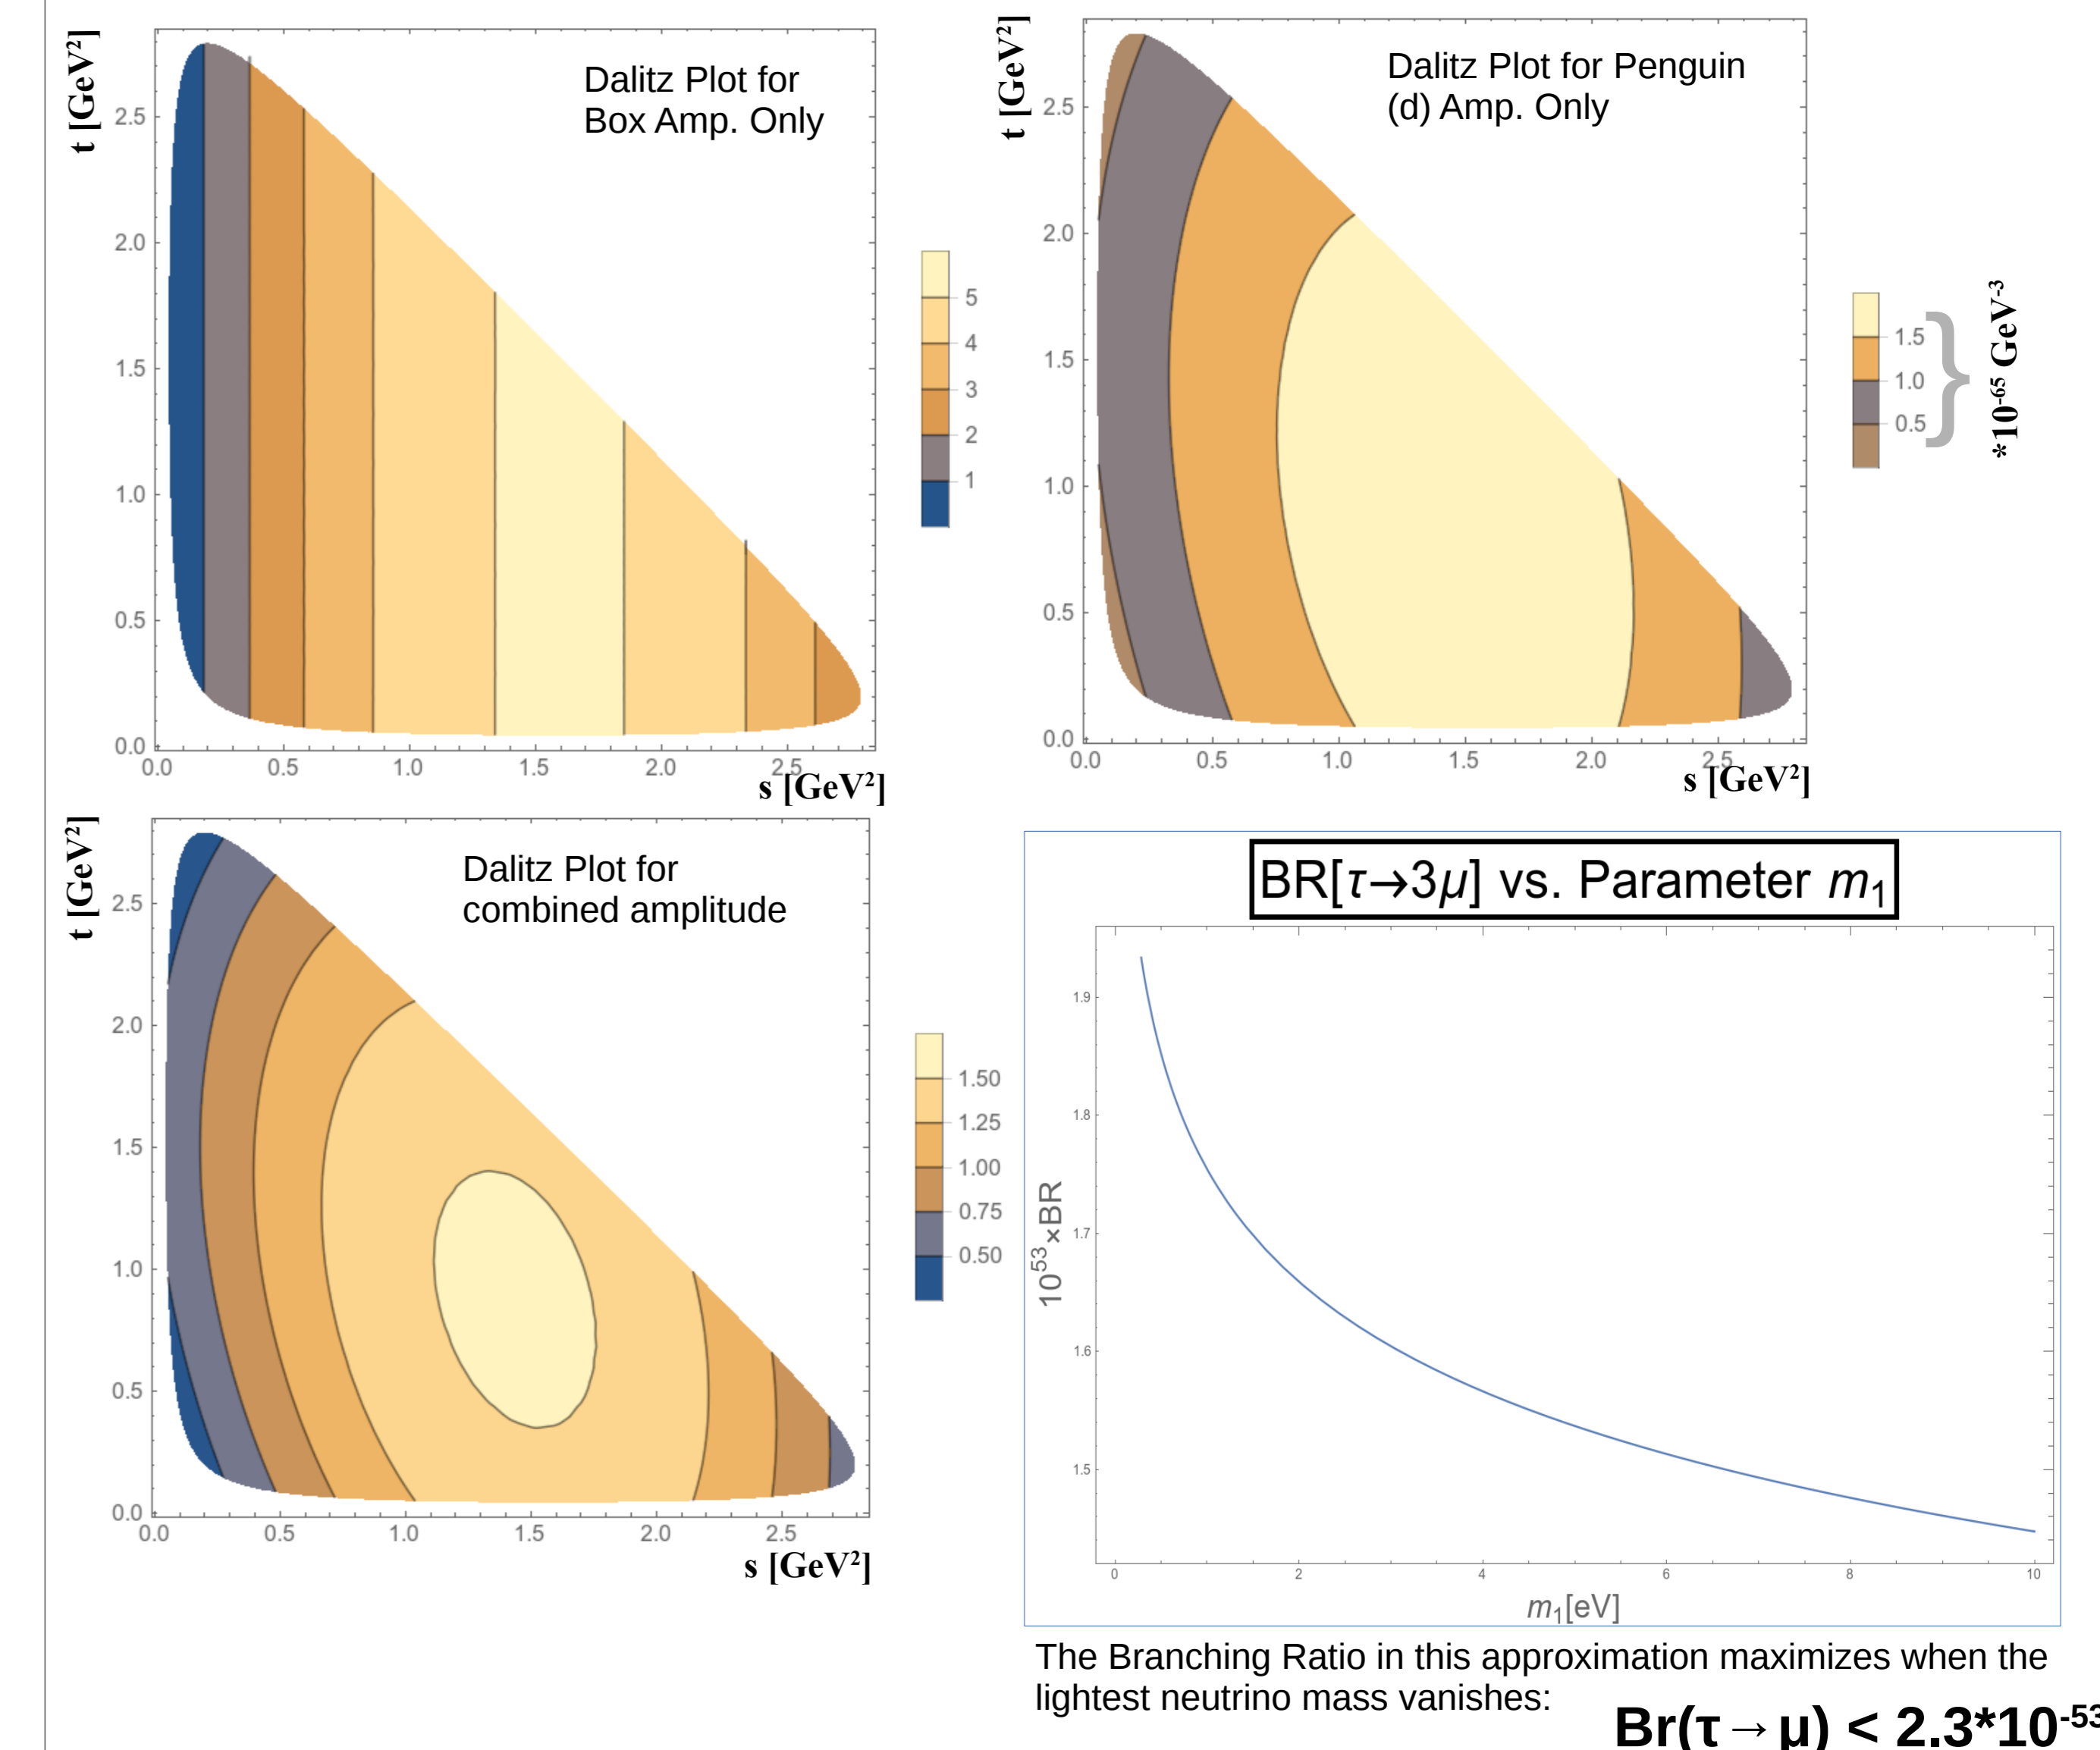 t [GeV²]
Dalitz Plot for
Box Amp. Only
2.5
2.0
1.5
1.0
0.5
0.0
0.0 0.5 1.0 1.5 2.0 2.5
s [GeV²]
5
4
3
2
1
t [GeV²]
Dalitz Plot for Penguin
(d) Amp. Only
2.5
2.0
1.5
1.0
0.5
0.0
0.0 0.5 1.0 1.5 2.0 2.5
s [GeV²]
1.5
1.0
0.5
}
*10⁻⁶⁵ GeV⁻³
t [GeV²]
Dalitz Plot for
combined amplitude
2.5
2.0
1.5
1.0
0.5
0.0
0.0 0.5 1.0 1.5 2.0 2.5
s [GeV²]
1.50
1.25
1.00
0.75
0.50
BR[τ→3μ] vs. Parameter m₁
10⁵³×BR
1.9
1.8
1.7
1.6
1.5
0 2 4 6 8 10
m₁[eV]
The Branching Ratio in this approximation maximizes when the
lightest neutrino mass vanishes:
Br(τ→μ) < 2.3*10⁻⁵³